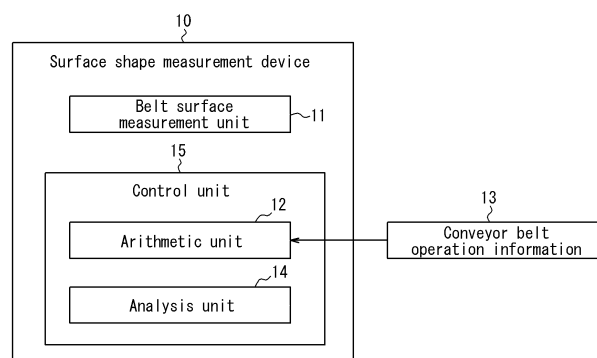 10
Surface shape measurement device
Belt surface
measurement unit
11
15
Control unit
12
Arithmetic unit
13
Conveyor belt
operation information
14
Analysis unit